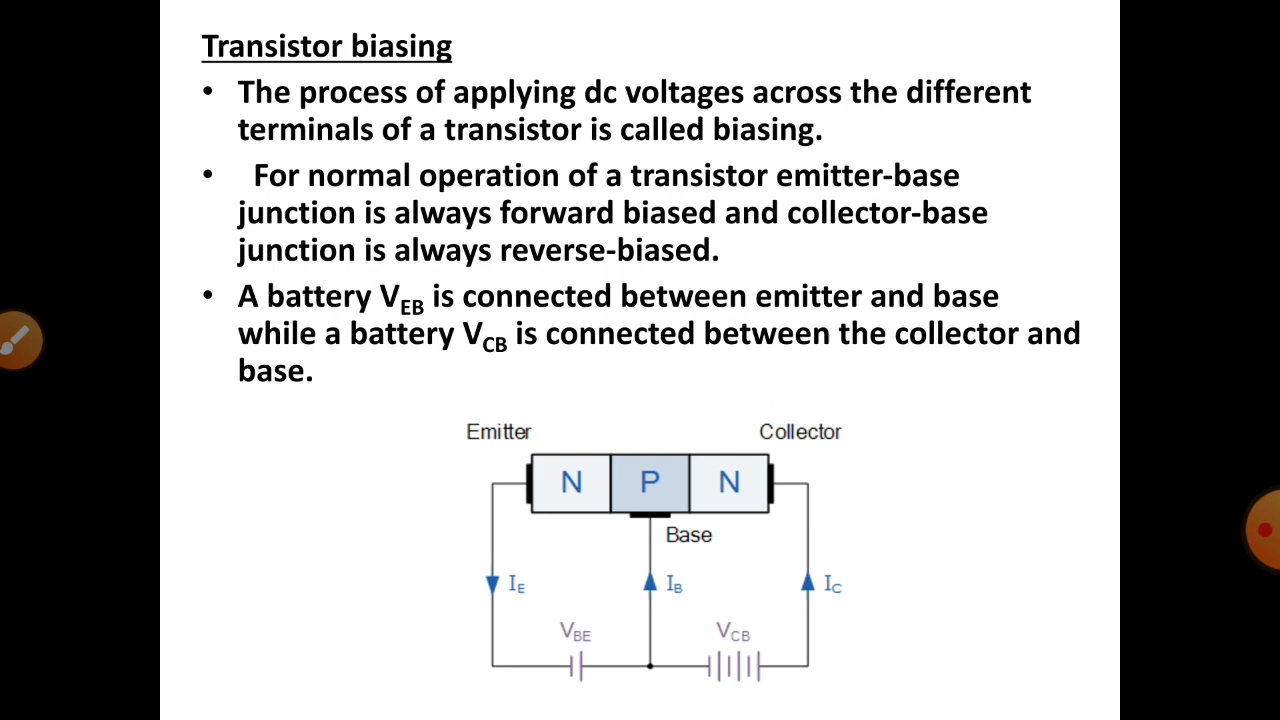 Transistor biasing
• The process of applying dc voltages across the different
terminals of a transistor is called biasing.
• For normal operation of a transistor emitter-base
junction is always forward biased and collector-base
junction is always reverse-biased.
• A battery VEB is connected between emitter and base
while a battery VCB is connected between the collector and
base.
Emitter
Collector
N P N
Base
IE
IB
IC
VBE
VCB